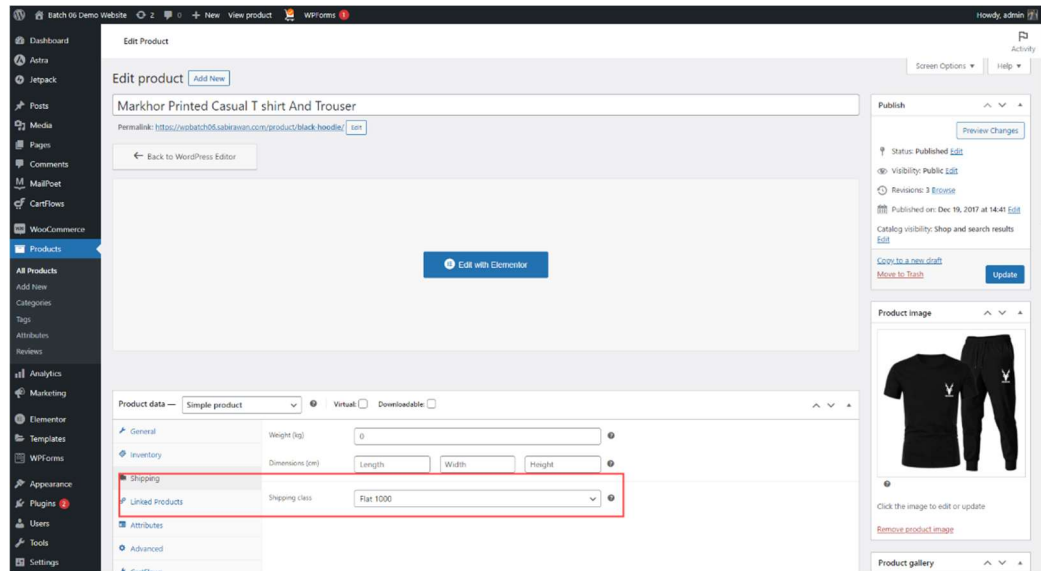 Batch 06 Demo Website 2 0 + New View product WPForms 1 Howdy, admin
Dashboard
Astra
Jetpack
Posts
Media
Pages
Comments
MailPoet
CartFlows
WooCommerce
Products
All Products
Add New
Categories
Tags
Attributes
Reviews
Analytics
Marketing
Elementor
Templates
WPForms
Appearance
Plugins 2
Users
Tools
Settings
Edit Product
Activity
Screen Options ▼ Help ▼
Edit product Add New
Markhor Printed Casual T shirt And Trouser
Permalink: https://wpbatch06.sabirawan.com/product/black-hoodie/ Edit
← Back to WordPress Editor
Edit with Elementor
Product data — Simple product Virtual: Downloadable:
General
Inventory
Shipping
Linked Products
Attributes
Advanced
CartFlows
Weight (kg) 0
Dimensions (cm) Length Width Height
Shipping class Flat 1000
Publish
Preview Changes
Status: Published Edit
Visibility: Public Edit
Revisions: 3 Browse
Published on: Dec 19, 2017 at 14:41 Edit
Catalog visibility: Shop and search results
Edit
Copy to a new draft
Move to Trash Update
Product image
Click the image to edit or update
Remove product image
Product gallery